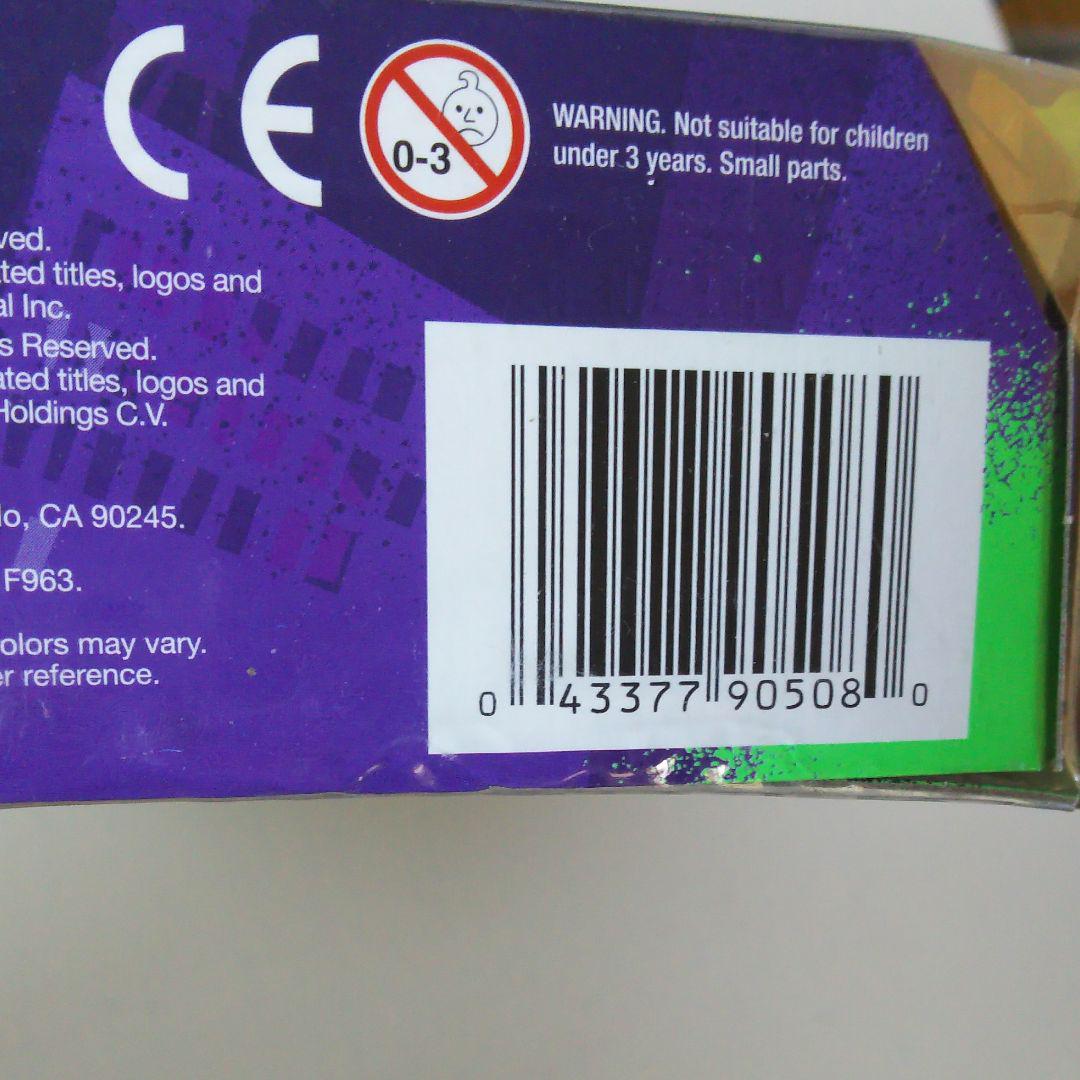 CE
0-3
WARNING. Not suitable for children
under 3 years. Small parts.
ved.
ted titles, logos and
al Inc.
s Reserved.
ated titles, logos and
Holdings C.V.
lo, CA 90245.
F963.
olors may vary.
er reference.
0 43377 90508 0